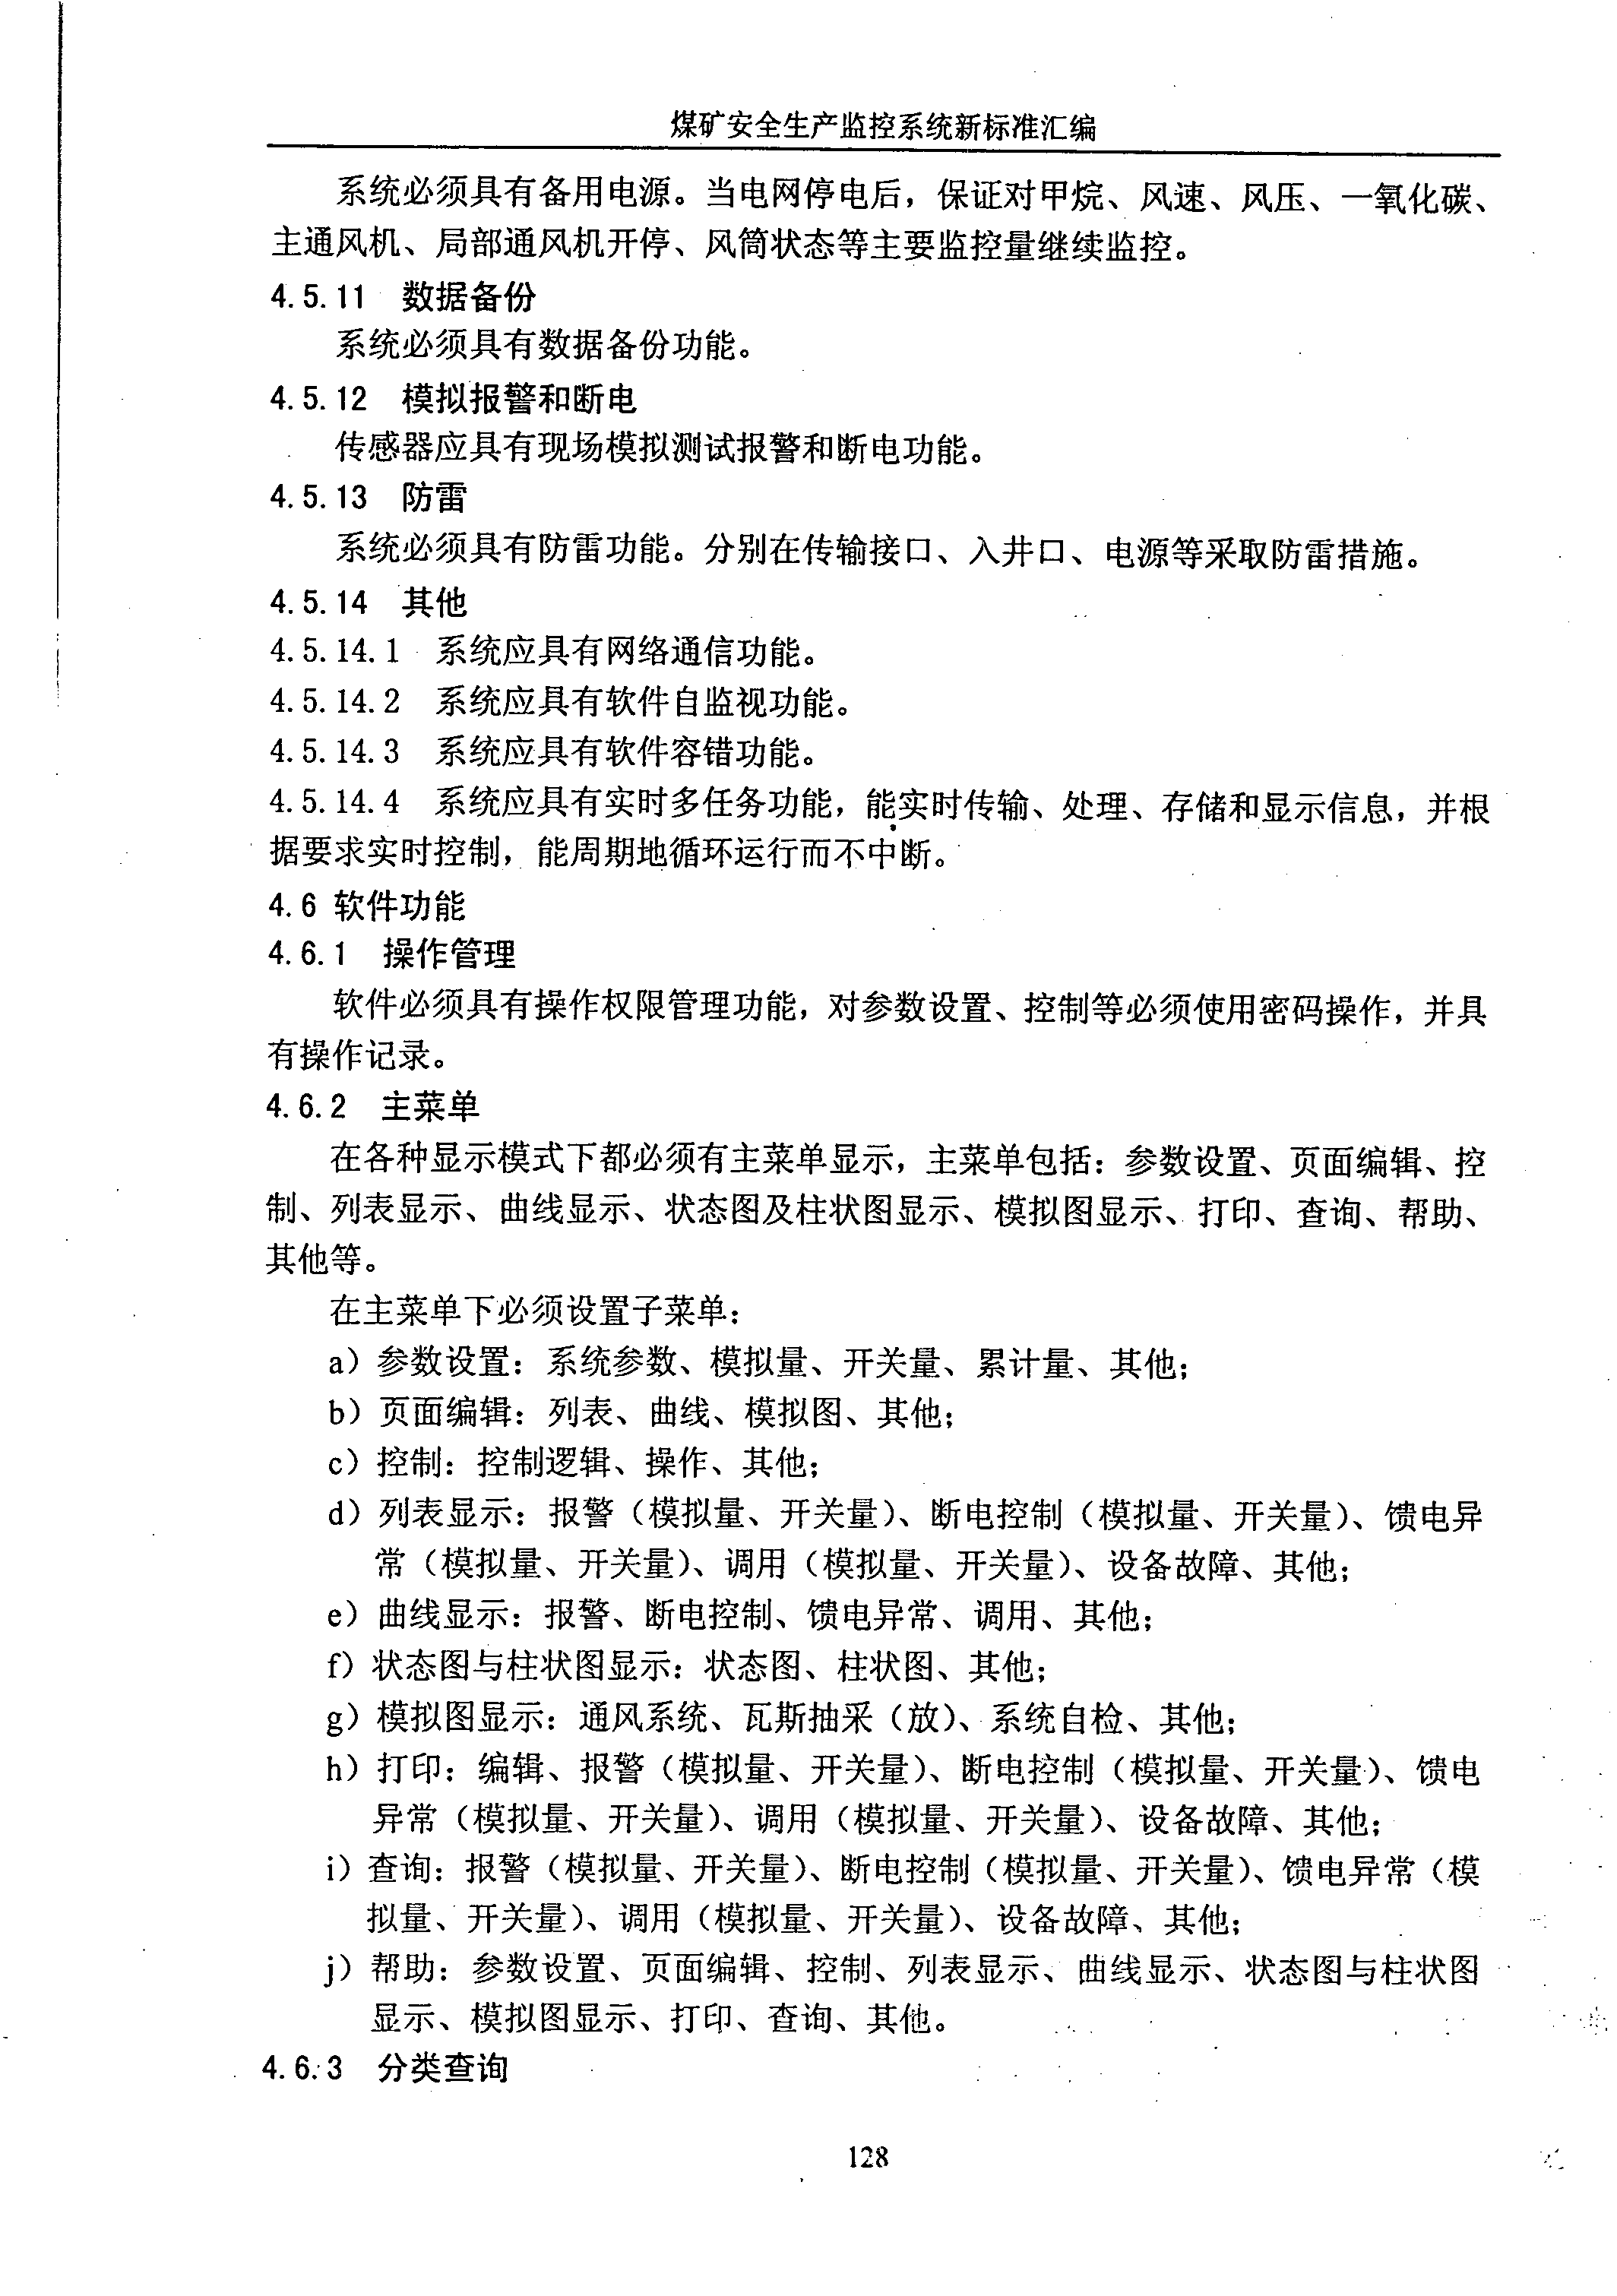 煤矿安全生产监控系统新标准汇编
系统必须具有备用电源。当电网停电后，保证对甲烷、风速、风压、一氧化碳、
主通风机、局部通风机开停、风筒状态等主要监控量继续监控。
4.5.11 数据备份
系统必须具有数据备份功能。
4.5.12 模拟报警和断电
传感器应具有现场模拟测试报警和断电功能。
4.5.13 防雷
系统必须具有防雷功能。分别在传输接口、入井口、电源等采取防雷措施。
4.5.14 其他
4.5.14.1 系统应具有网络通信功能。
4.5.14.2 系统应具有软件自监视功能。
4.5.14.3 系统应具有软件容错功能。
4.5.14.4 系统应具有实时多任务功能，能实时传输、处理、存储和显示信息，并根
据要求实时控制，能周期地循环运行而不中断。
4.6 软件功能
4.6.1 操作管理
软件必须具有操作权限管理功能，对参数设置、控制等必须使用密码操作，并具
有操作记录。
4.6.2 主菜单
在各种显示模式下都必须有主菜单显示，主菜单包括：参数设置、页面编辑、控
制、列表显示、曲线显示、状态图及柱状图显示、模拟图显示、打印、查询、帮助、
其他等。
在主菜单下必须设置子菜单：
a）参数设置：系统参数、模拟量、开关量、累计量、其他；
b）页面编辑：列表、曲线、模拟图、其他；
c）控制：控制逻辑、操作、其他；
d）列表显示：报警（模拟量、开关量）、断电控制（模拟量、开关量）、馈电异
常（模拟量、开关量）、调用（模拟量、开关量）、设备故障、其他；
e）曲线显示：报警、断电控制、馈电异常、调用、其他；
f）状态图与柱状图显示：状态图、柱状图、其他；
g）模拟图显示：通风系统、瓦斯抽采（放）、系统自检、其他；
h）打印：编辑、报警（模拟量、开关量）、断电控制（模拟量、开关量）、馈电
异常（模拟量、开关量）、调用（模拟量、开关量）、设备故障、其他；
i）查询：报警（模拟量、开关量）、断电控制（模拟量、开关量）、馈电异常（模
拟量、开关量）、调用（模拟量、开关量）、设备故障、其他；
j）帮助：参数设置、页面编辑、控制、列表显示、曲线显示、状态图与柱状图
显示、模拟图显示、打印、查询、其他。
4.6.3 分类查询
128